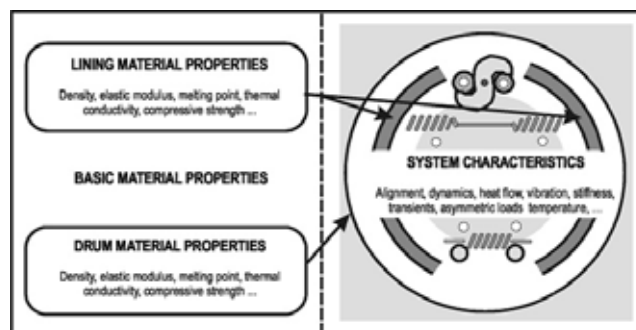 LINING MATERIAL PROPERTIES
Density, elastic modulus, melting point, thermal
conductivity, compressive strength ...
BASIC MATERIAL PROPERTIES
DRUM MATERIAL PROPERTIES
Density, elastic modulus, melting point, thermal
conductivity, compressive strength ...
SYSTEM CHARACTERISTICS
Alignment, dynamics, heat flow, vibration, stiffness,
transients, asymmetric loads temperature, ...